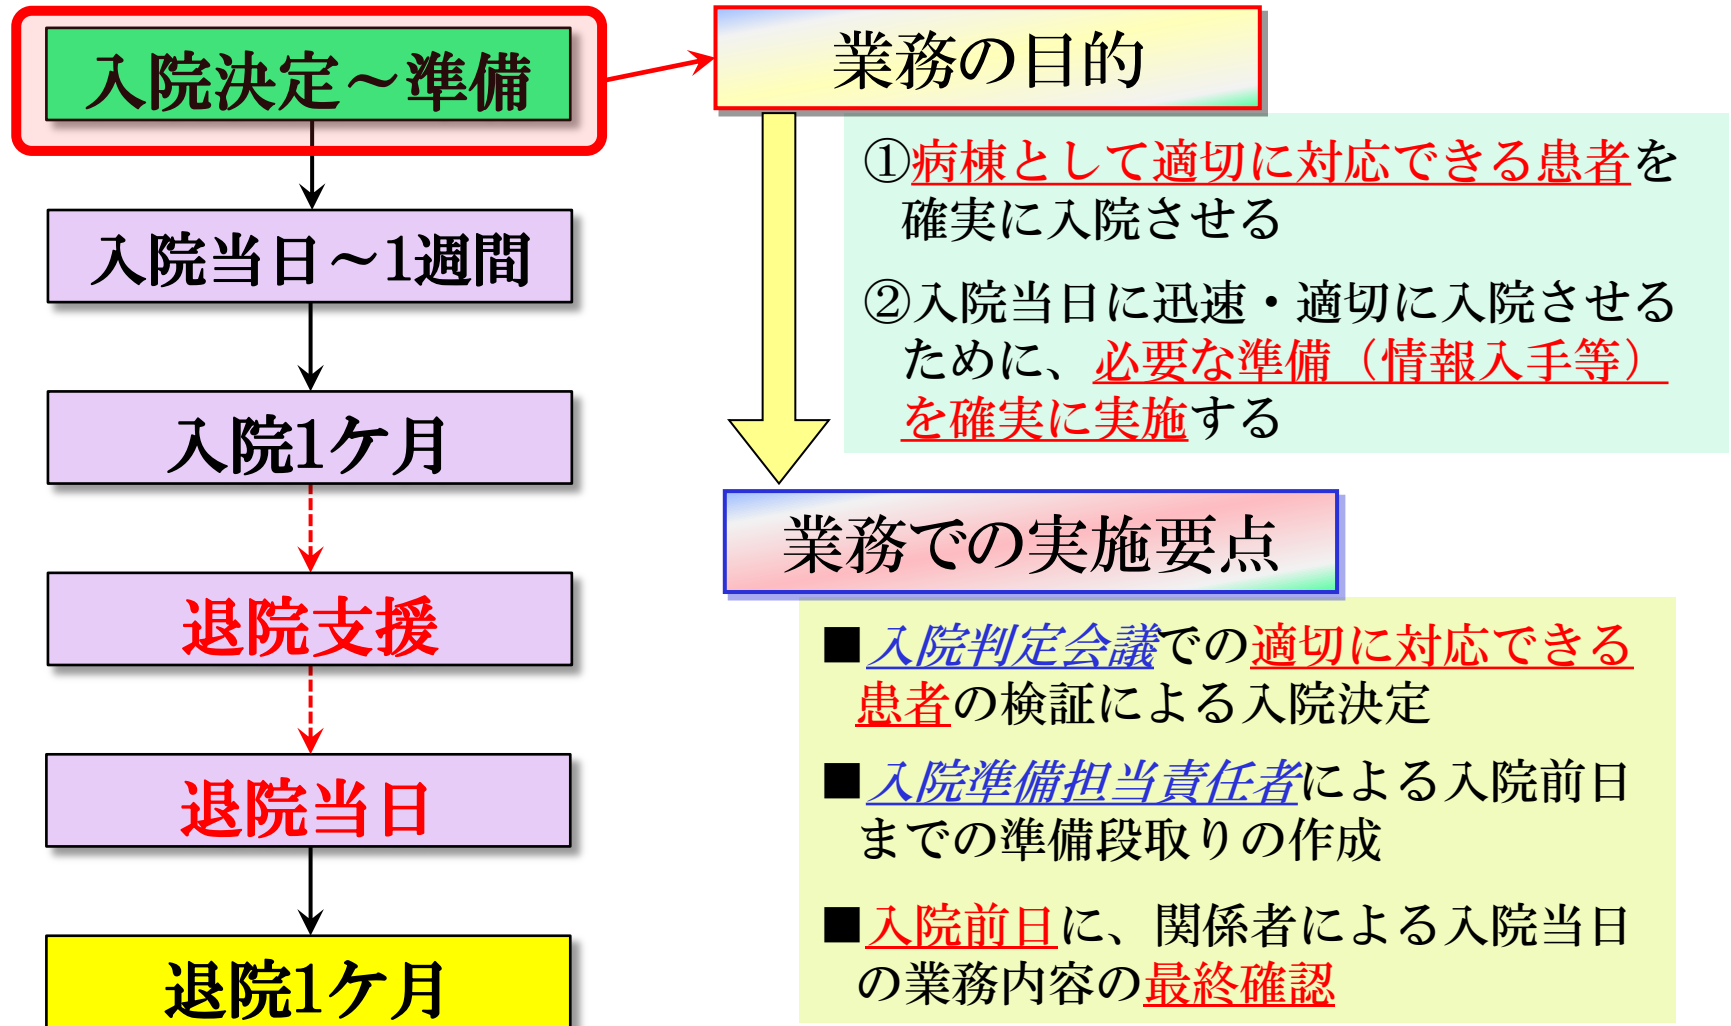 入院決定～準備
入院当日～1週間
入院1ケ月
退院支援
退院当日
退院1ケ月
業務の目的
①病棟として適切に対応できる患者を
確実に入院させる
②入院当日に迅速・適切に入院させる
ために、必要な準備（情報入手等）
を確実に実施する
業務での実施要点
■入院判定会議での適切に対応できる
患者の検証による入院決定
■入院準備担当責任者による入院前日
までの準備段取りの作成
■入院前日に、関係者による入院当日
の業務内容の最終確認